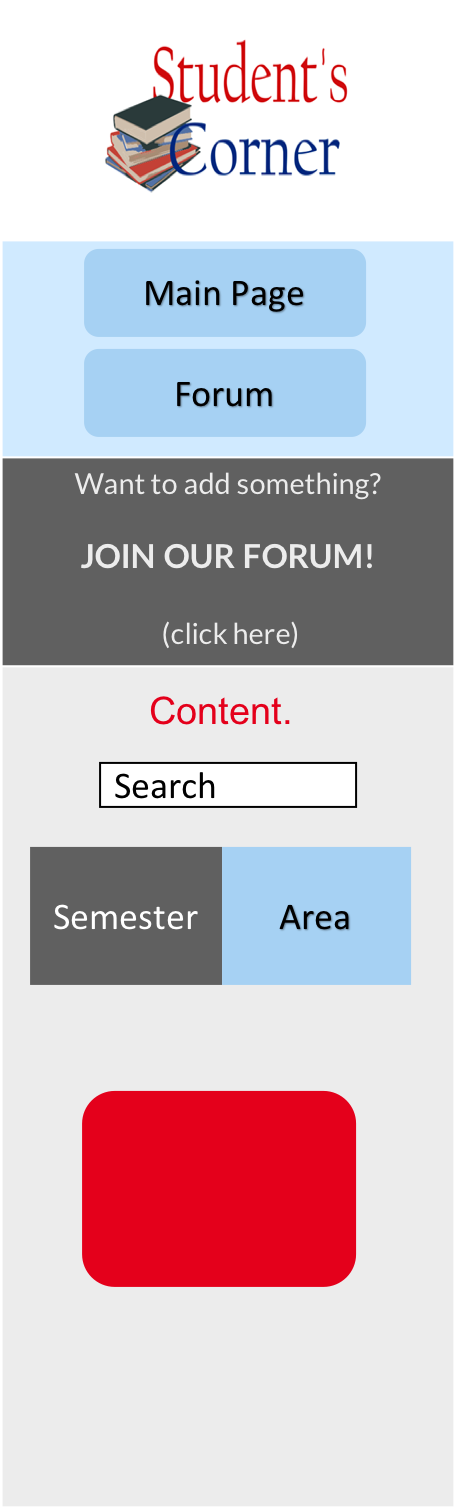 Student's
Corner
Main Page
Forum
Want to add something?
JOIN OUR FORUM!
(click here)
Content.
Search
Semester
Area